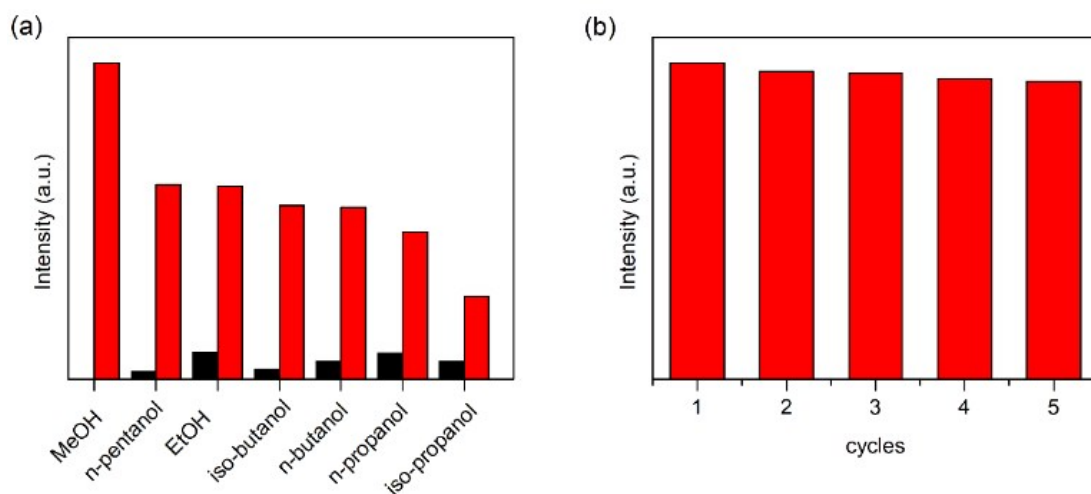 (a)
Intensity (a.u.)
MeOH
n-pentanol
EtOH
iso-butanol
n-butanol
n-propanol
iso-propanol
(b)
Intensity (a.u.)
1 2 3 4 5
cycles